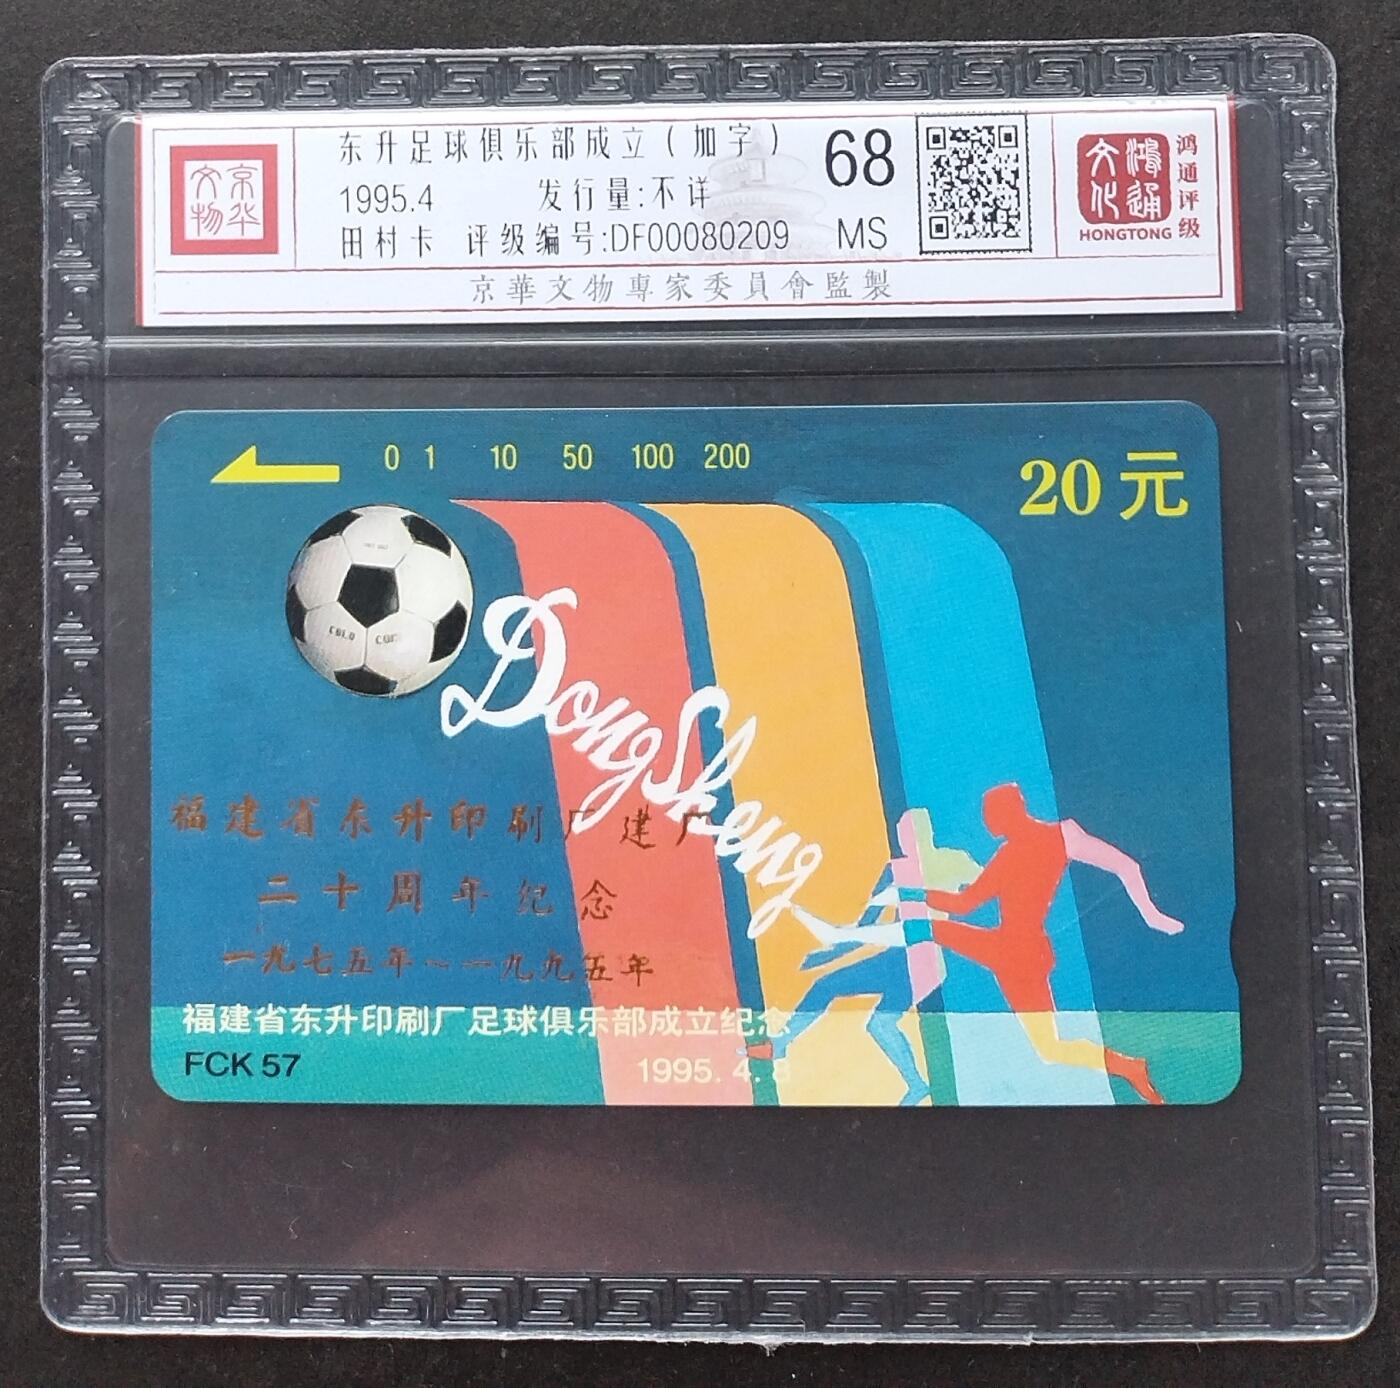 京华文物
东升足球俱乐部成立(加字)
1995.4 发行量:不详
田村卡 评级编号:DF00080209
68
MS
鸿通文化
HONGTONG
鸿通评级
京華文物專家委員會監製
0 1 10 50 100 200
20元
DongSheng
福建省东升印刷厂建厂
二十周年纪念
一九七五年~一九九五年
福建省东升印刷厂足球俱乐部成立纪念
FCK 57
1995.4.8